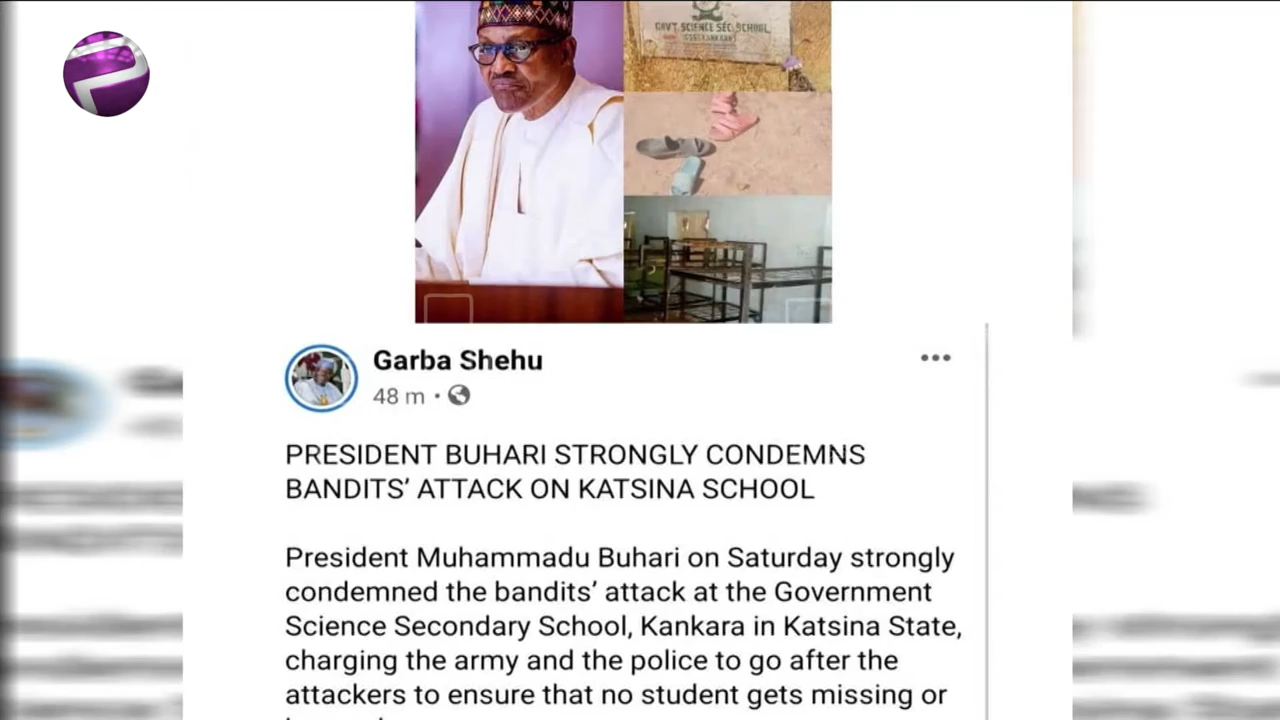 GOVT. SCIENCE SEC. SCHOOL
Garba Shehu
48 m
PRESIDENT BUHARI STRONGLY CONDEMNS
BANDITS’ ATTACK ON KATSINA SCHOOL
President Muhammadu Buhari on Saturday strongly
condemned the bandits’ attack at the Government
Science Secondary School, Kankara in Katsina State,
charging the army and the police to go after the
attackers to ensure that no student gets missing or